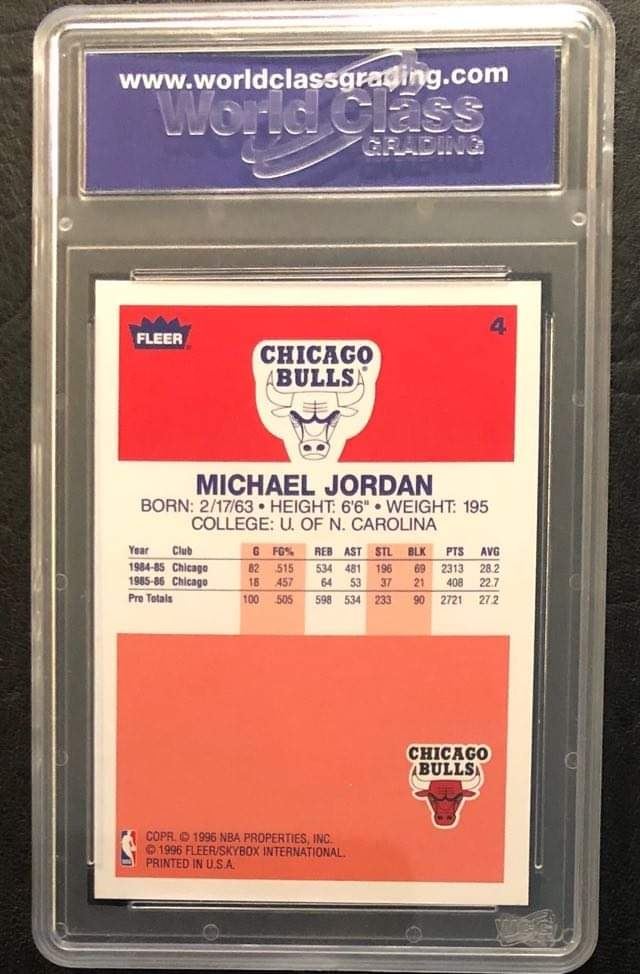 www.worldclassgrading.com
World Class
GRADING
FLEER
4
CHICAGO
BULLS
MICHAEL JORDAN
BORN: 2/17/63 • HEIGHT: 6'6" • WEIGHT: 195
COLLEGE: U. OF N. CAROLINA
Year Club G FG% REB AST STL BLK PTS AVG
1984-85 Chicago 82 .515 534 481 196 69 2313 28.2
1985-86 Chicago 18 .457 64 53 37 21 408 22.7
Pro Totals 100 .505 598 534 233 90 2721 27.2
CHICAGO
BULLS
COPR. © 1996 NBA PROPERTIES, INC.
© 1996 FLEER/SKYBOX INTERNATIONAL.
PRINTED IN U.S.A.